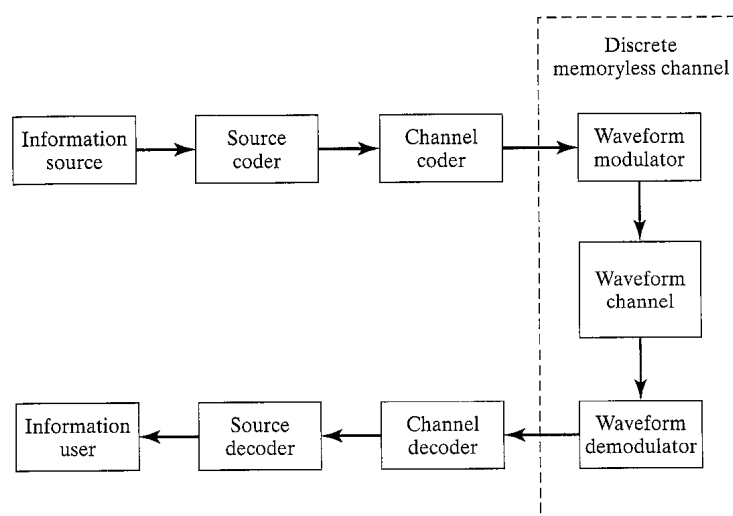 Discrete
memoryless channel
Information
source
Source
coder
Channel
coder
Waveform
modulator
Waveform
channel
Information
user
Source
decoder
Channel
decoder
Waveform
demodulator